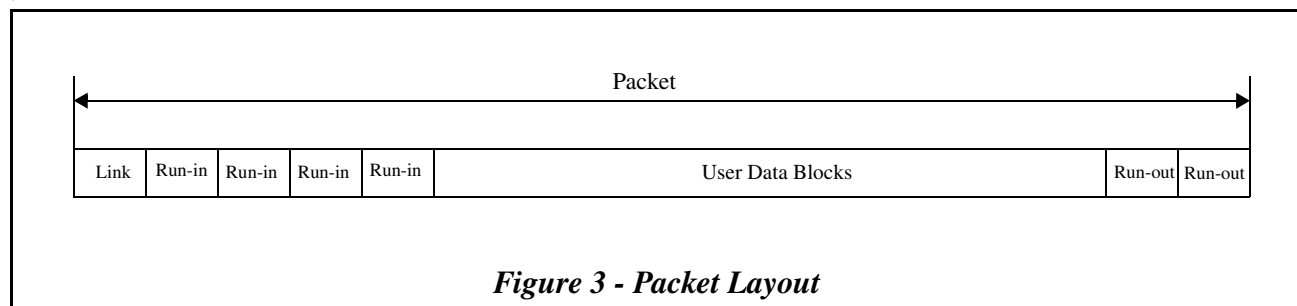 Packet
Link Run-in Run-in Run-in Run-in User Data Blocks Run-out Run-out
Figure 3 - Packet Layout